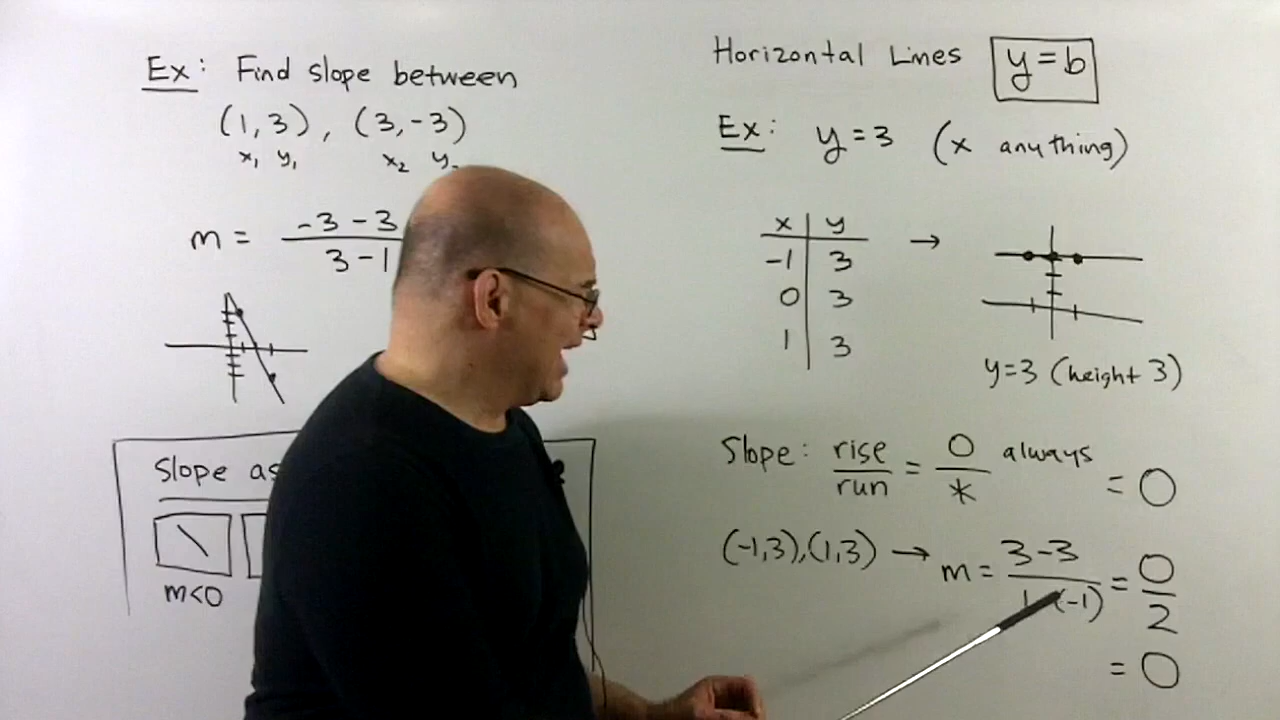 Ex: Find slope between
(1,3), (3,-3)
x₁ y₁ x₂ y
m = -3-3
3-1
Slope as
m<0
Horizontal Lines y=b
Ex: y=3 (x anything)
x y
-1 3
0 3
1 3
→
y=3 (height 3)
Slope: rise/run = 0/* always = 0
(-1,3),(1,3) → m = 3-3 / 1 (-1) = 0/2
= 0